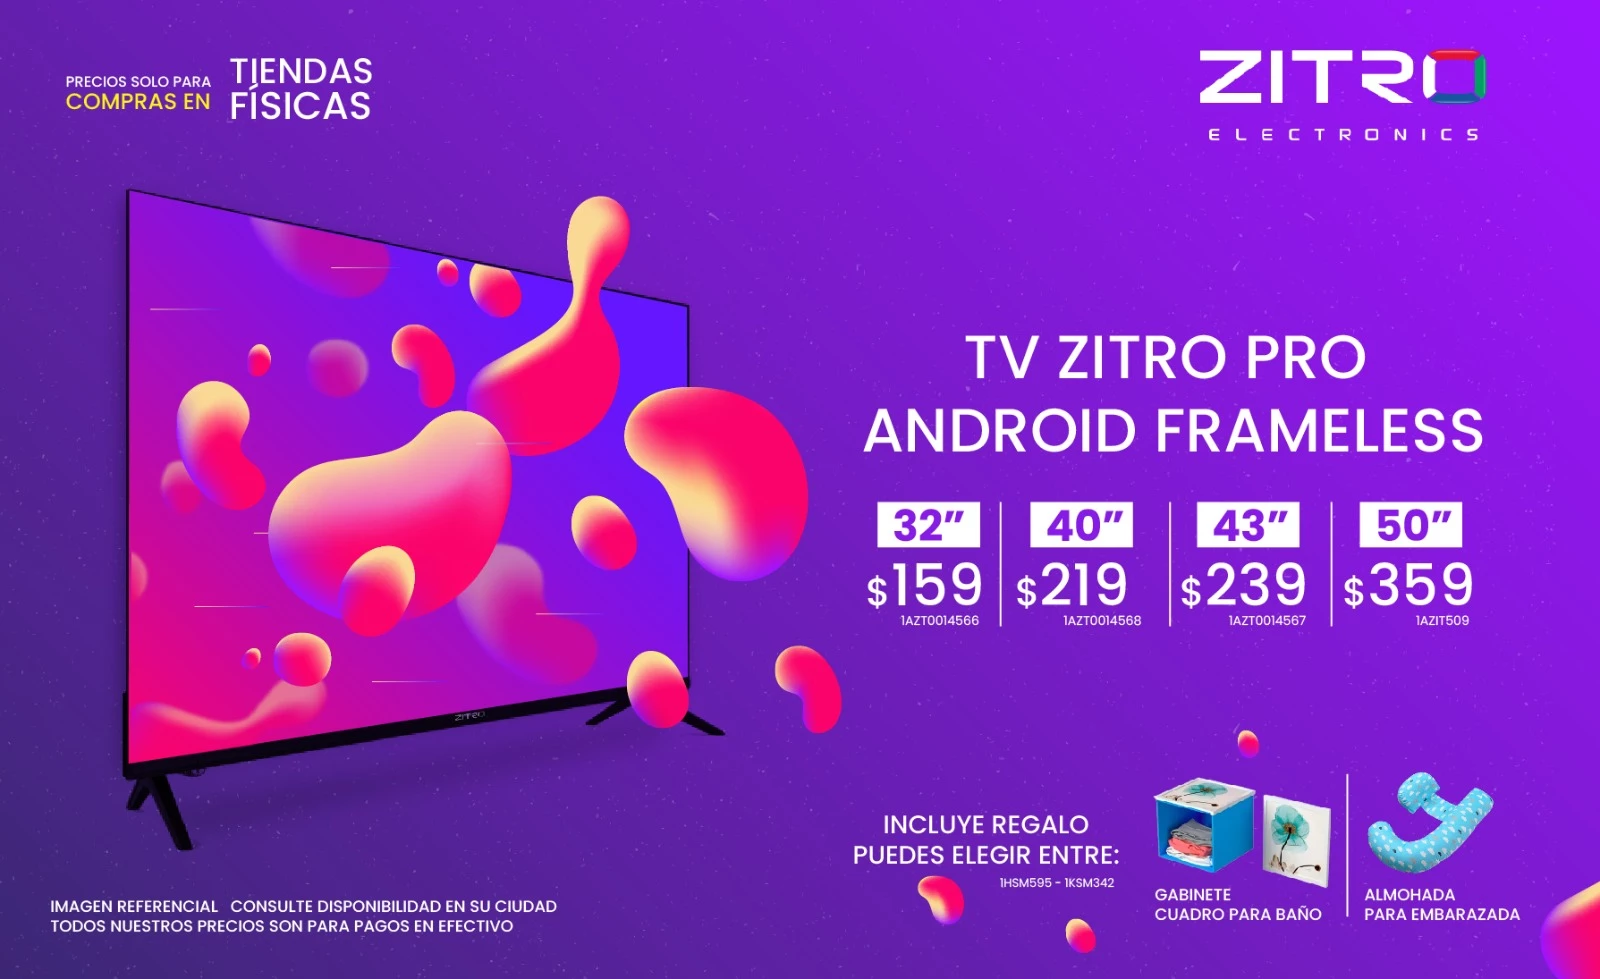 PRECIOS SOLO PARA
COMPRAS EN
TIENDAS
FÍSICAS
ZITRO
ELECTRONICS
ZITRO
TV ZITRO PRO
ANDROID FRAMELESS
32” 40” 43” 50”
$159 $219 $239 $359
1AZT0014566 1AZT0014568 1AZT0014567 1AZIT509
INCLUYE REGALO
PUEDES ELEGIR ENTRE:
1HSM595 - 1KSM342
GABINETE
CUADRO PARA BAÑO
ALMOHADA
PARA EMBARAZADA
IMAGEN REFERENCIAL CONSULTE DISPONIBILIDAD EN SU CIUDAD
TODOS NUESTROS PRECIOS SON PARA PAGOS EN EFECTIVO